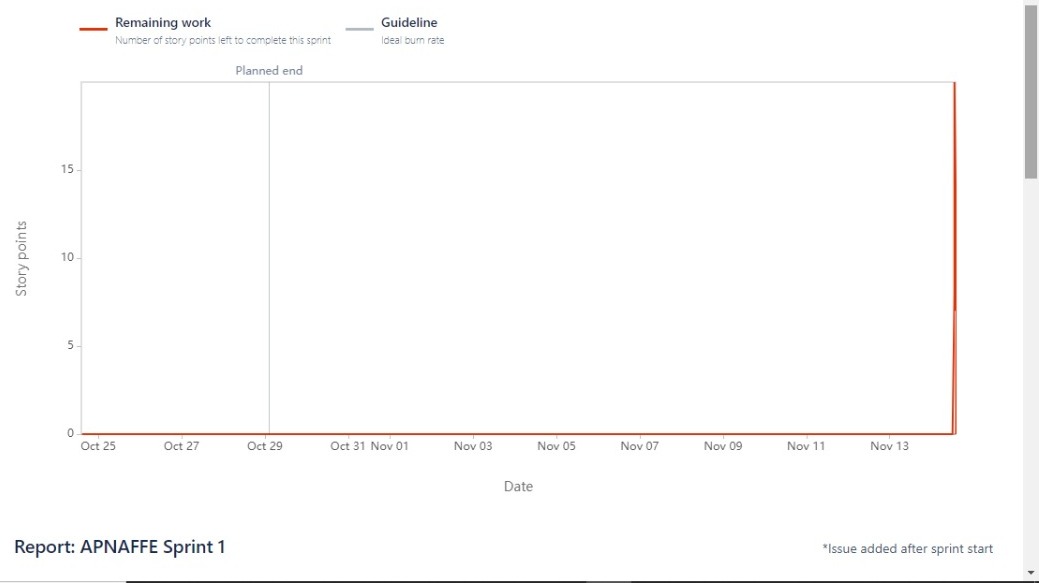 Remaining work
Number of story points left to complete this sprint
Guideline
Ideal burn rate
Planned end
15
10
5
0
Story points
Oct 25 Oct 27 Oct 29 Oct 31 Nov 01 Nov 03 Nov 05 Nov 07 Nov 09 Nov 11 Nov 13
Date
Report: APNAFFE Sprint 1
*Issue added after sprint start